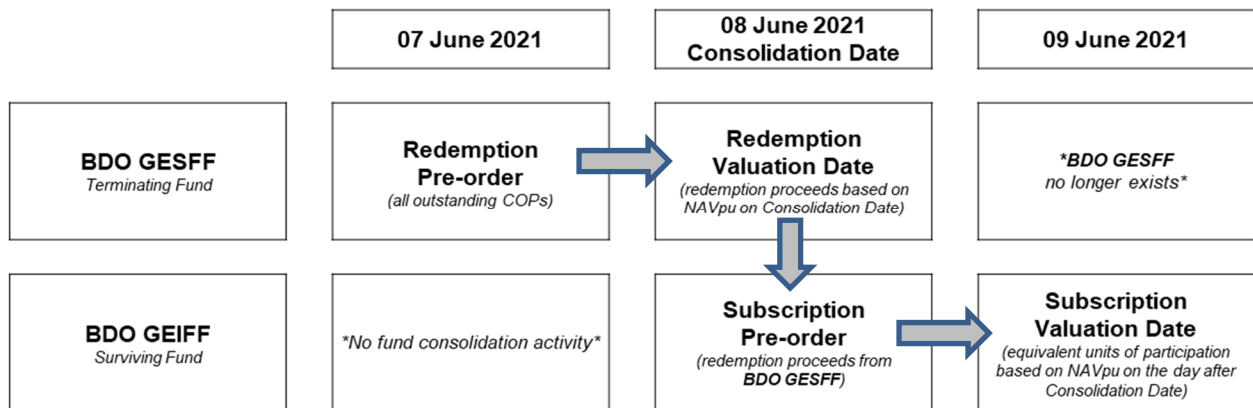 07 June 2021
08 June 2021
Consolidation Date
09 June 2021
BDO GESFF
Terminating Fund
Redemption
Pre-order
(all outstanding COPs)
Redemption
Valuation Date
(redemption proceeds based on
NAVpu on Consolidation Date)
*BDO GESFF
no longer exists*
BDO GEIFF
Surviving Fund
*No fund consolidation activity*
Subscription
Pre-order
(redemption proceeds from
BDO GESFF)
Subscription
Valuation Date
(equivalent units of participation
based on NAVpu on the day after
Consolidation Date)